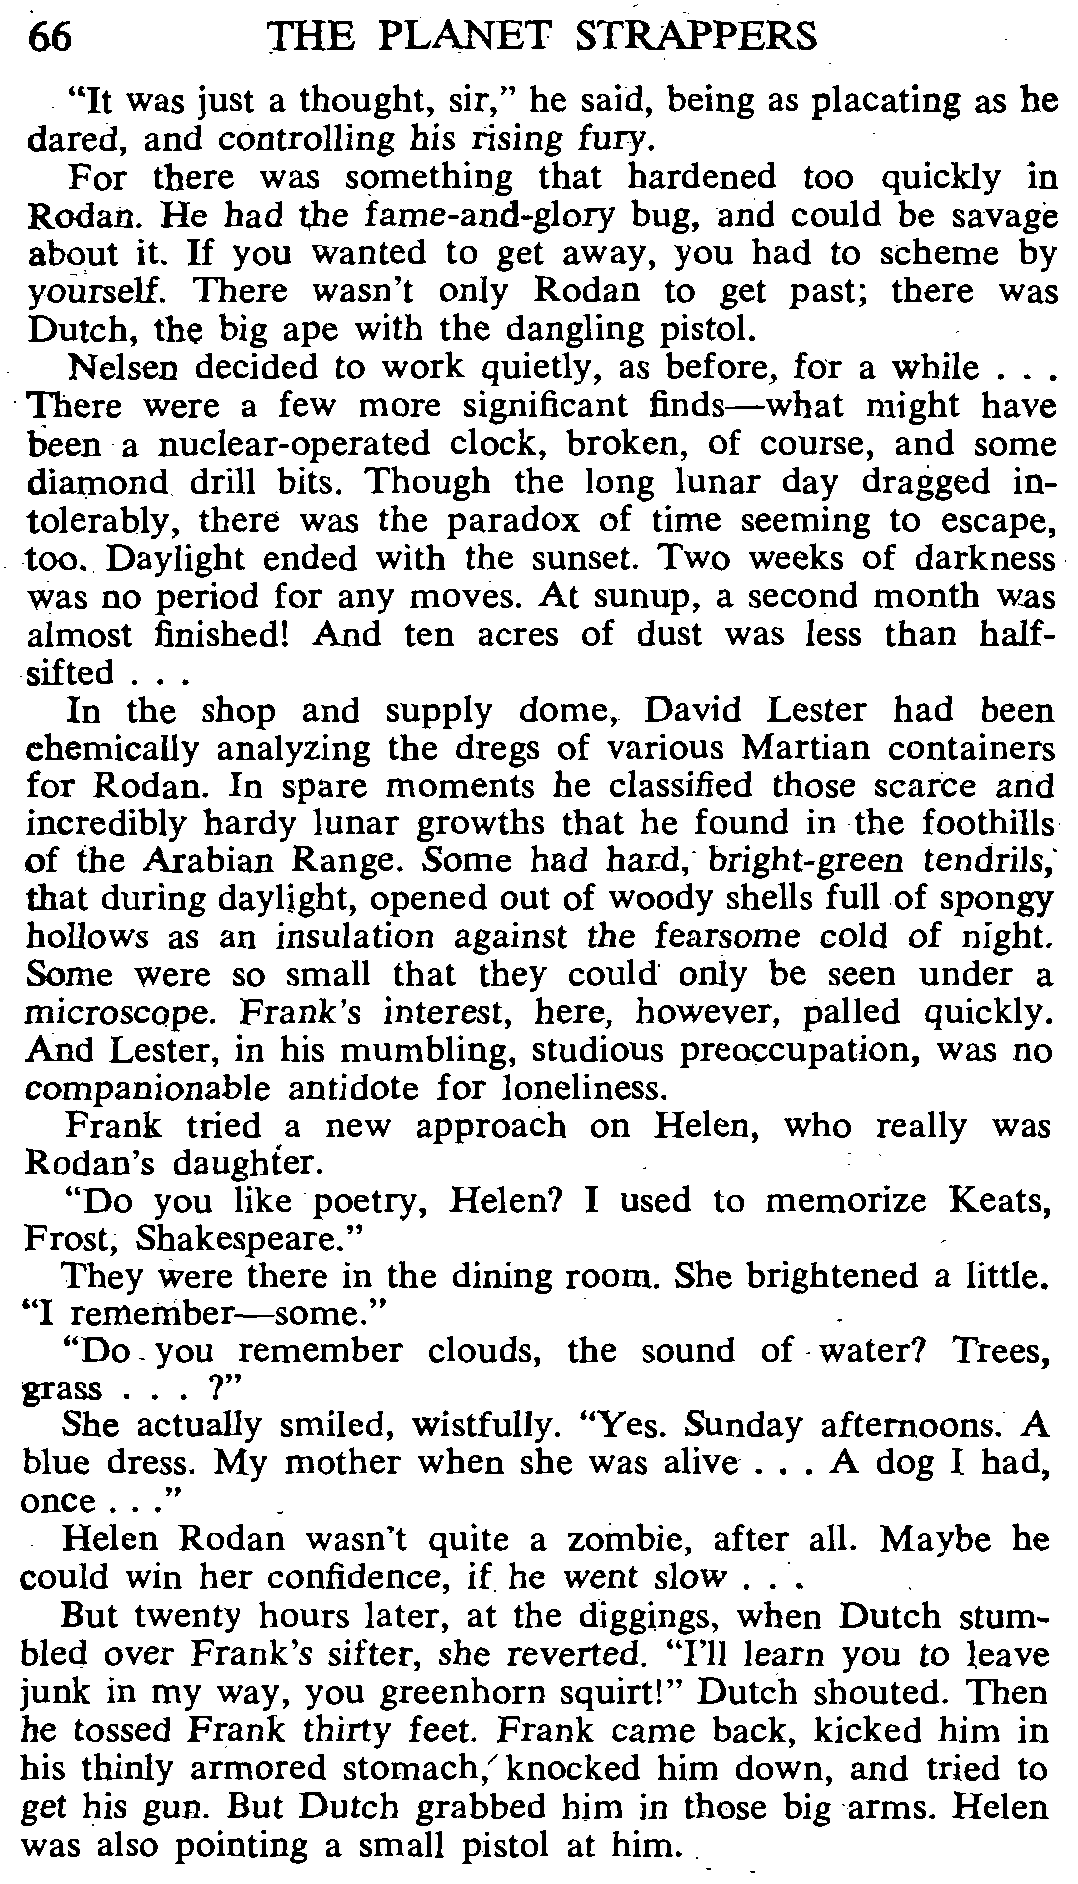 66 THE PLANET STRAPPERS
“It was just a thought, sir,” he said, being as placating as he
dared, and controlling his rising fury.
For there was something that hardened too quickly in
Rodan. He had the fame-and-glory bug, and could be savage
about it. If you wanted to get away, you had to scheme by
yourself. There wasn’t only Rodan to get past; there was
Dutch, the big ape with the dangling pistol.
Nelsen decided to work quietly, as before, for a while . . .
There were a few more significant finds—what might have
been a nuclear-operated clock, broken, of course, and some
diamond drill bits. Though the long lunar day dragged in-
tolerably, there was the paradox of time seeming to escape,
too. Daylight ended with the sunset. Two weeks of darkness
was no period for any moves. At sunup, a second month was
almost finished! And ten acres of dust was less than half-
sifted . . .
In the shop and supply dome, David Lester had been
chemically analyzing the dregs of various Martian containers
for Rodan. In spare moments he classified those scarce and
incredibly hardy lunar growths that he found in the foothills
of the Arabian Range. Some had hard, bright-green tendrils,
that during daylight, opened out of woody shells full of spongy
hollows as an insulation against the fearsome cold of night.
Some were so small that they could only be seen under a
microscope. Frank’s interest, here, however, palled quickly.
And Lester, in his mumbling, studious preoccupation, was no
companionable antidote for loneliness.
Frank tried a new approach on Helen, who really was
Rodan’s daughter.
“Do you like poetry, Helen? I used to memorize Keats,
Frost, Shakespeare.”
They were there in the dining room. She brightened a little.
“I remember—some.”
“Do you remember clouds, the sound of water? Trees,
grass . . . ?”
She actually smiled, wistfully. “Yes. Sunday afternoons. A
blue dress. My mother when she was alive . . . A dog I had,
once . . .”
Helen Rodan wasn’t quite a zombie, after all. Maybe he
could win her confidence, if he went slow . . .
But twenty hours later, at the diggings, when Dutch stum-
bled over Frank’s sifter, she reverted. “I’ll learn you to leave
junk in my way, you greenhorn squirt!” Dutch shouted. Then
he tossed Frank thirty feet. Frank came back, kicked him in
his thinly armored stomach, knocked him down, and tried to
get his gun. But Dutch grabbed him in those big arms. Helen
was also pointing a small pistol at him.